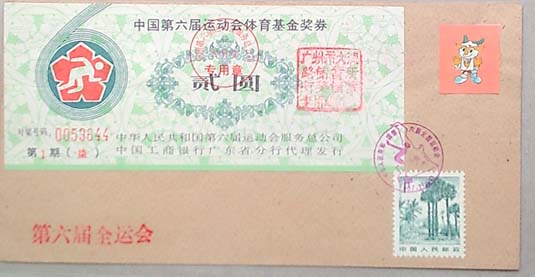 中国第六届运动会体育基金奖券
专用章
贰圆
对奖号码:0053644
第1期(柒)
中华人民共和国第六届运动会服务总公司
中国工商银行广东省分行代理发行
第六届全运会
中国人民邮政